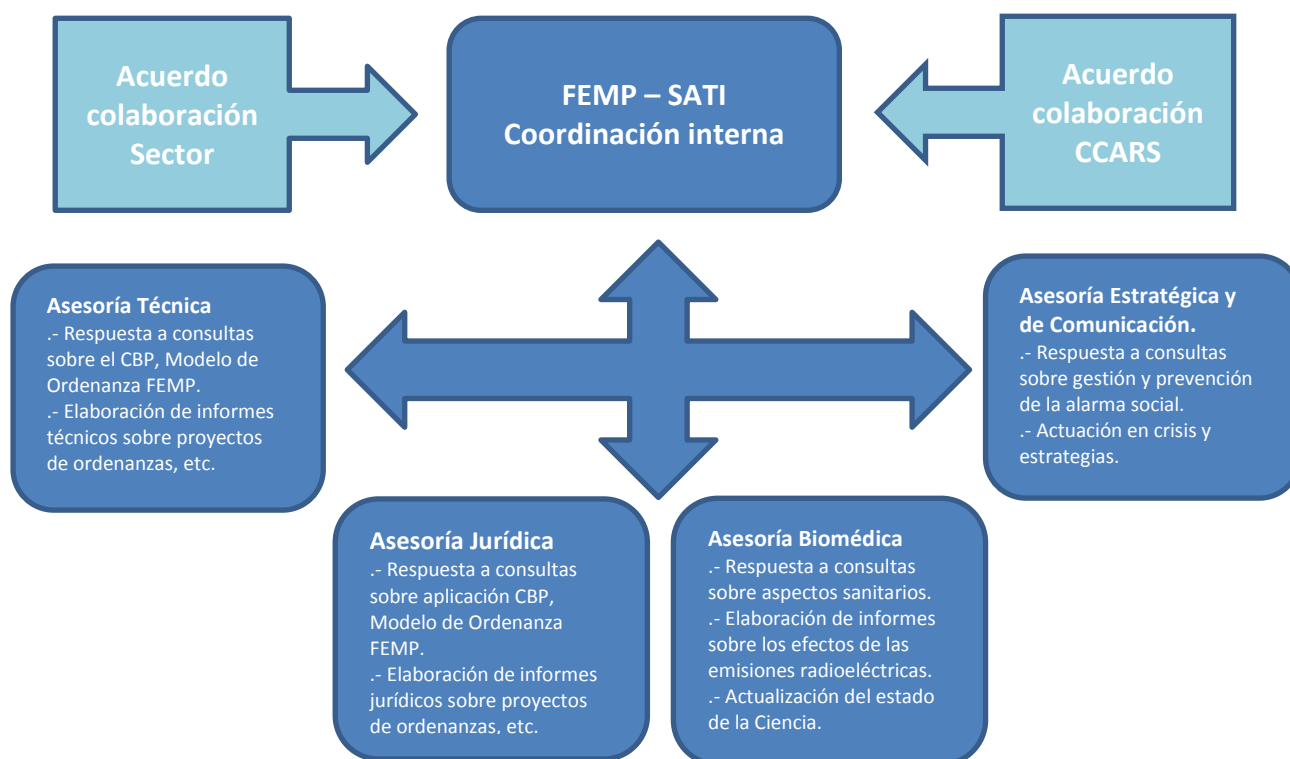 Acuerdo
colaboración
Sector
FEMP – SATI
Coordinación interna
Acuerdo
colaboración
CCARS
Asesoría Técnica
.- Respuesta a consultas
sobre el CBP, Modelo de
Ordenanza FEMP.
.- Elaboración de informes
técnicos sobre proyectos
de ordenanzas, etc.
Asesoría Estratégica y
de Comunicación.
.- Respuesta a consultas
sobre gestión y prevención
de la alarma social.
.- Actuación en crisis y
estrategias.
Asesoría Jurídica
.- Respuesta a consultas
sobre aplicación CBP,
Modelo de Ordenanza
FEMP.
.- Elaboración de informes
jurídicos sobre proyectos
de ordenanzas, etc.
Asesoría Biomédica
.- Respuesta a consultas
sobre aspectos sanitarios.
.- Elaboración de informes
sobre los efectos de las
emisiones radioeléctricas.
.- Actualización del estado
de la Ciencia.